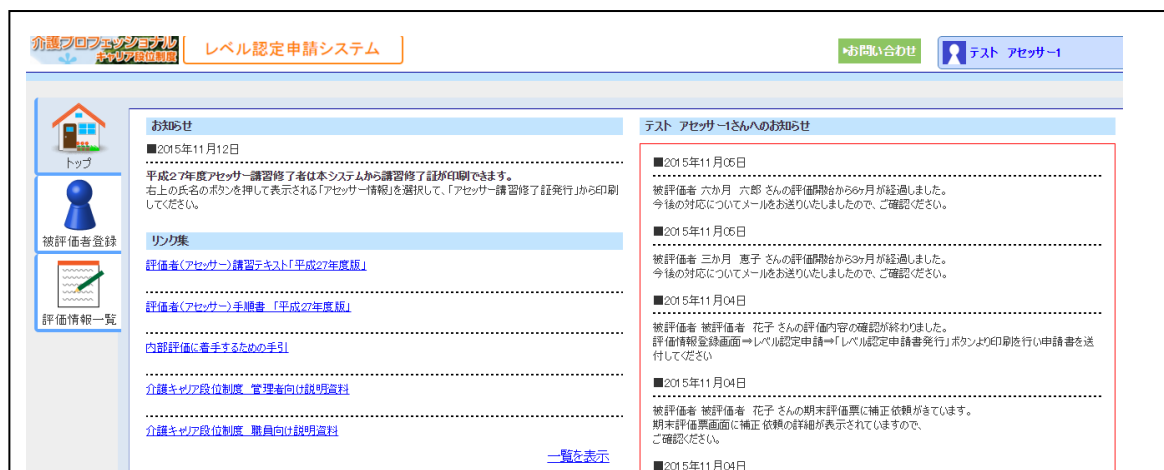 介護プロフェッショナル
キャリア段位制度
レベル認定申請システム
お問い合わせ
テスト アセッサー1
トップ
被評価者登録
評価情報一覧
お知らせ
■2015年11月12日
平成27年度アセッサー講習修了者は本システムから講習修了証が印刷できます。
右上の氏名のボタンを押して表示される「アセッサー情報」を選択して、「アセッサー講習修了証発行」から印刷
してください。
リンク集
評価者(アセッサー)講習テキスト「平成27年度版」
評価者(アセッサー)手順書 「平成27年度版」
内部評価に着手するための手引
介護キャリア段位制度 管理者向け説明資料
介護キャリア段位制度 職員向け説明資料
一覧を表示
テスト アセッサー1さんへのお知らせ
■2015年11月05日
被評価者 六か月 六郎 さんの評価開始から6ヶ月が経過しました。
今後の対応についてメールをお送りいたしましたので、ご確認ください。
■2015年11月05日
被評価者 三か月 恵子 さんの評価開始から3ヶ月が経過しました。
今後の対応についてメールをお送りいたしましたので、ご確認ください。
■2015年11月04日
被評価者 被評価者 花子 さんの評価内容の確認が終わりました。
評価情報登録画面⇒レベル認定申請⇒「レベル認定申請書発行」ボタンより印刷を行い申請書を送
付してください
■2015年11月04日
被評価者 被評価者 花子 さんの期末評価票に補正依頼がきています。
期末評価票画面に補正依頼の詳細が表示されていますので、
ご確認ください。
■2015年11月04日